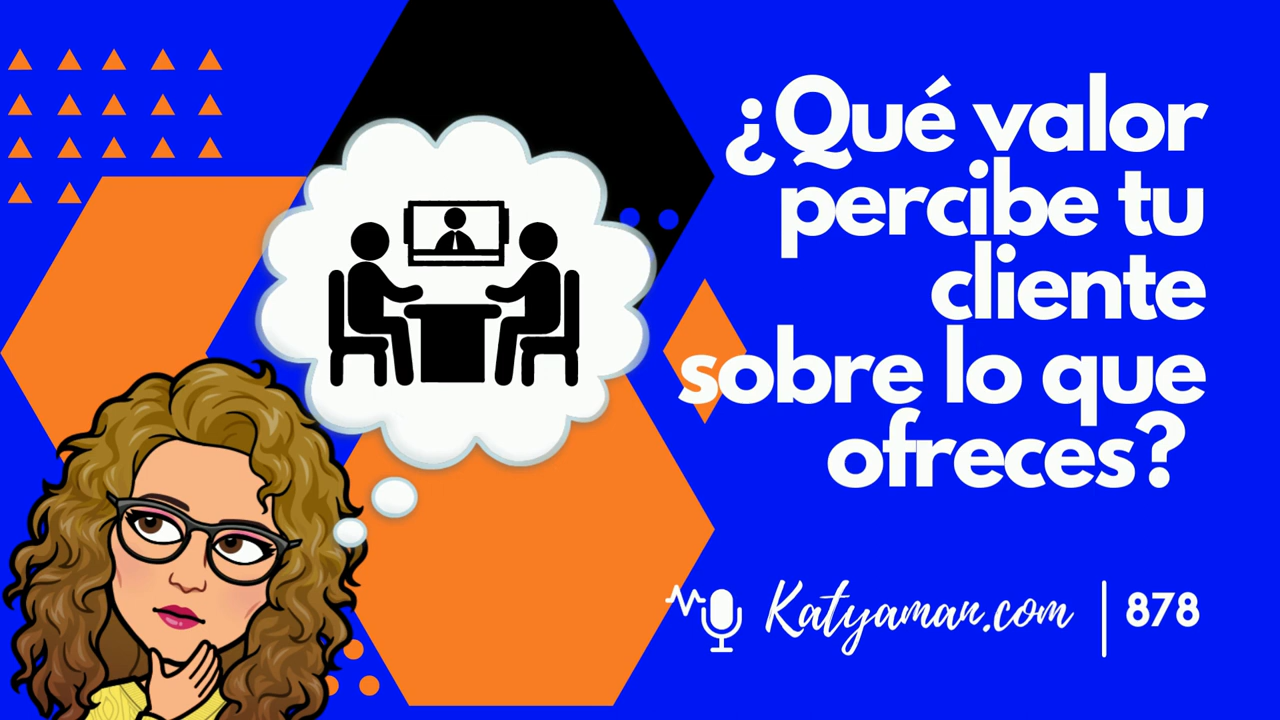 ¿Qué valor
percibe tu
cliente
sobre lo que
ofreces?
Katyaman.com | 878